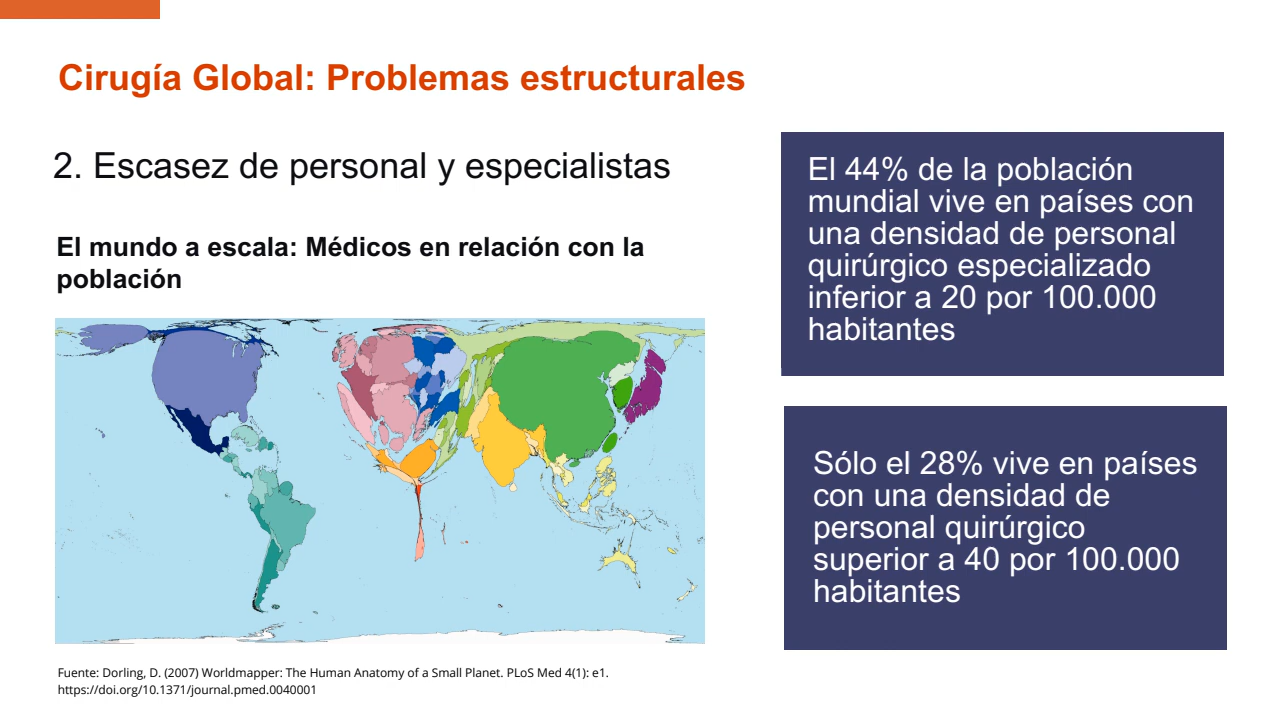 Cirugía Global: Problemas estructurales
2. Escasez de personal y especialistas
El mundo a escala: Médicos en relación con la
población
El 44% de la población
mundial vive en países con
una densidad de personal
quirúrgico especializado
inferior a 20 por 100.000
habitantes
Sólo el 28% vive en países
con una densidad de
personal quirúrgico
superior a 40 por 100.000
habitantes
Fuente: Dorling, D. (2007) Worldmapper: The Human Anatomy of a Small Planet. PLoS Med 4(1): e1.
https://doi.org/10.1371/journal.pmed.0040001